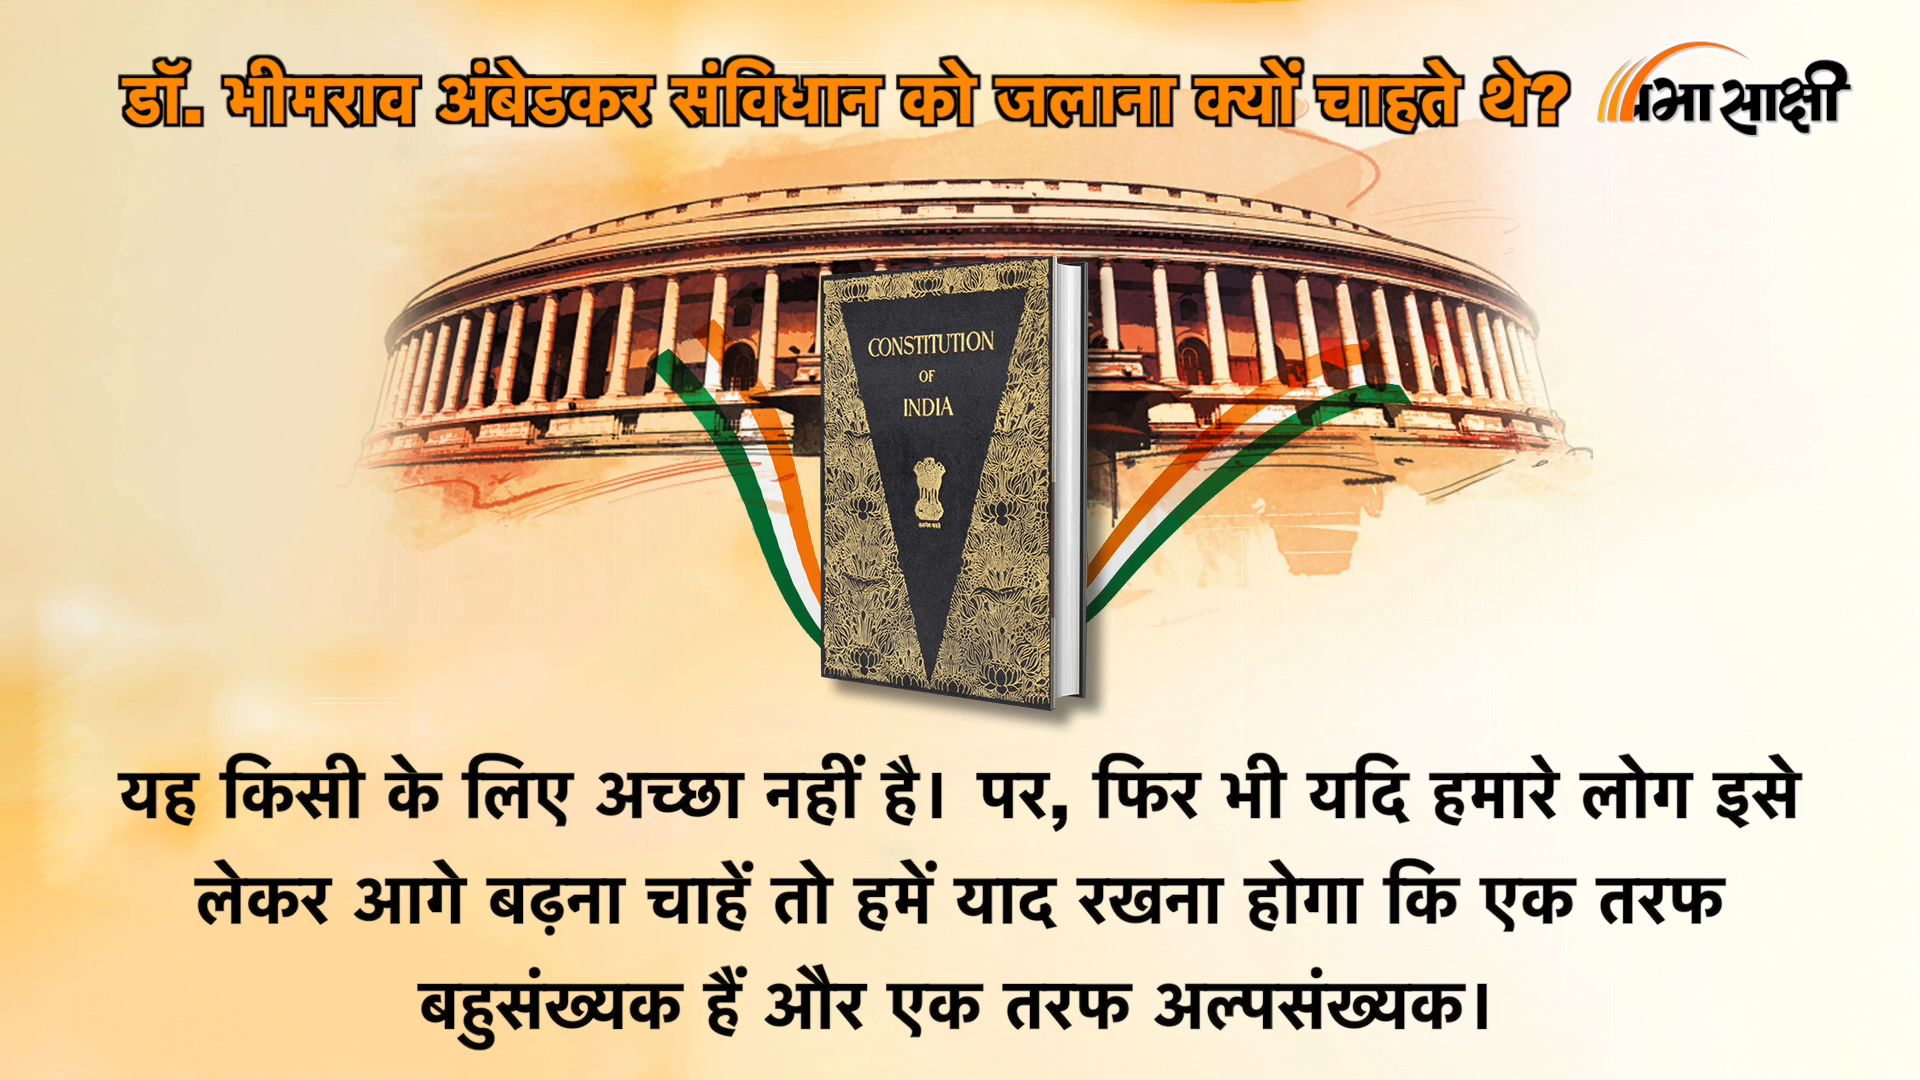 डॉ. भीमराव अंबेडकर संविधान को जलाना क्यों चाहते थे?
प्रभा साक्षी
CONSTITUTION
OF
INDIA
यह किसी के लिए अच्छा नहीं है। पर, फिर भी यदि हमारे लोग इसे
लेकर आगे बढ़ना चाहें तो हमें याद रखना होगा कि एक तरफ
बहुसंख्यक हैं और एक तरफ अल्पसंख्यक।